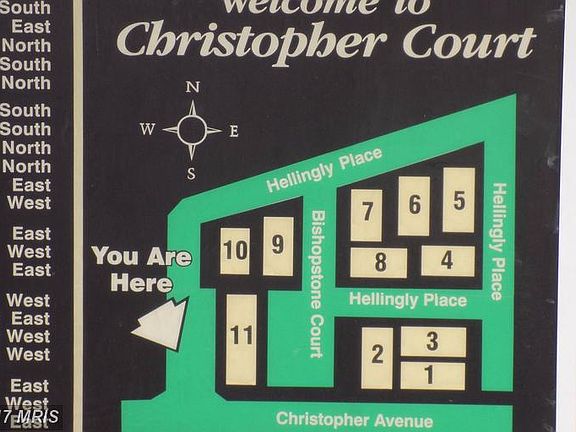 South
East
North
South
North
South
South
North
North
East
West
East
West
East
West
East
West
West
East
West
East
welcome to
Christopher Court
N
W E
S
Hellingly Place
Hellingly Place
Bishopstone Court
7 6 5
10 9
8 4
You Are
Here
Hellingly Place
11
2 3
1
Christopher Avenue
7 MRIS